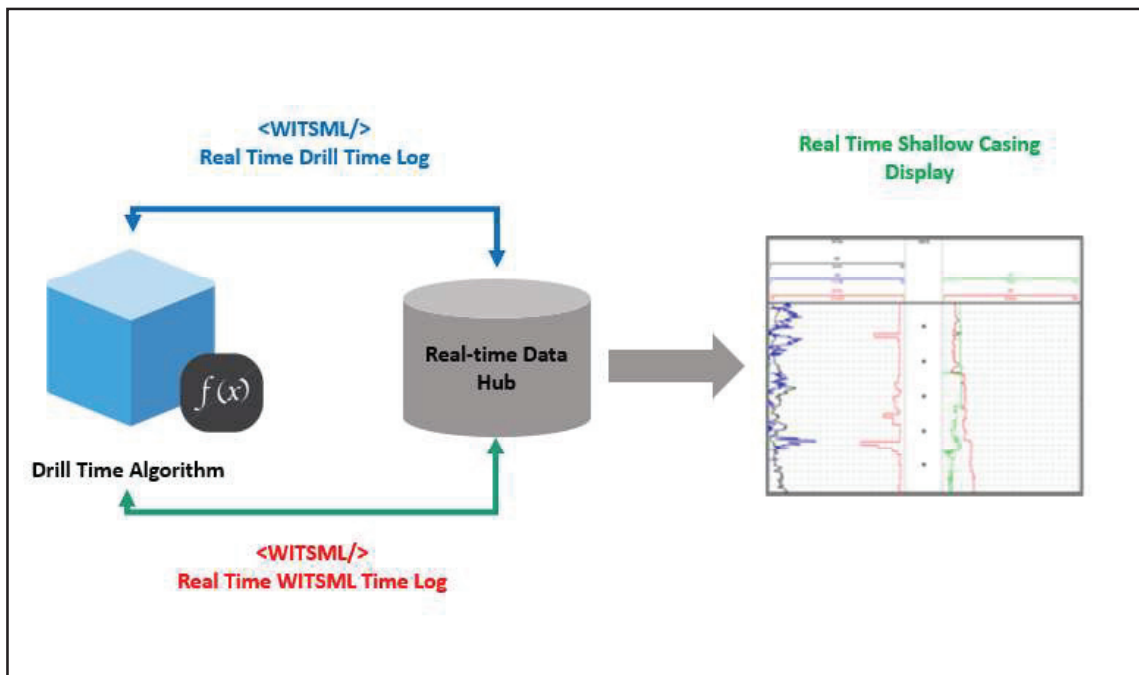 <WITSML/>
Real Time Drill Time Log
Real Time Shallow Casing
Display
Real-time Data
Hub
f(x)
Drill Time Algorithm
<WITSML/>
Real Time WITSML Time Log